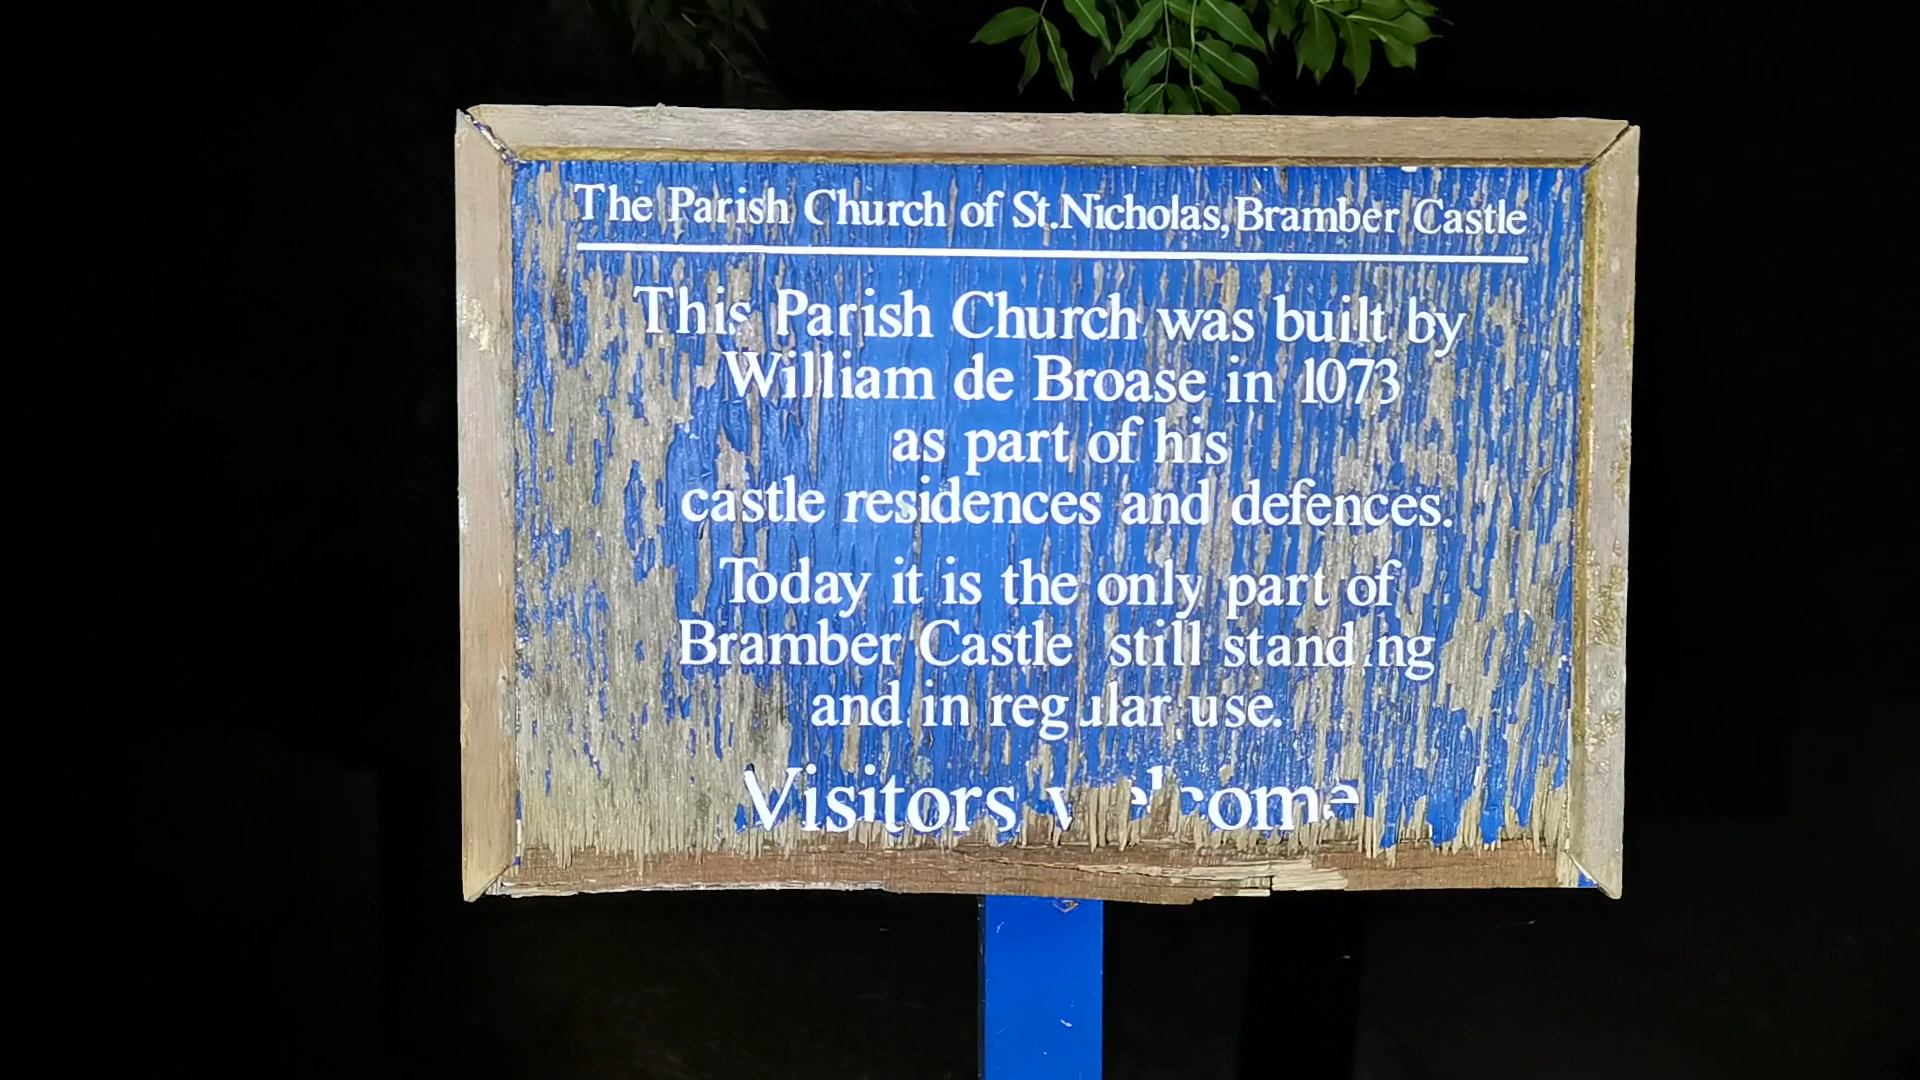 The Parish Church of St.Nicholas, Bramber Castle
This Parish Church was built by
William de Broase in 1073
as part of his
castle residences and defences.
Today it is the only part of
Bramber Castle still standing
and in regular use.
Visitors welcome